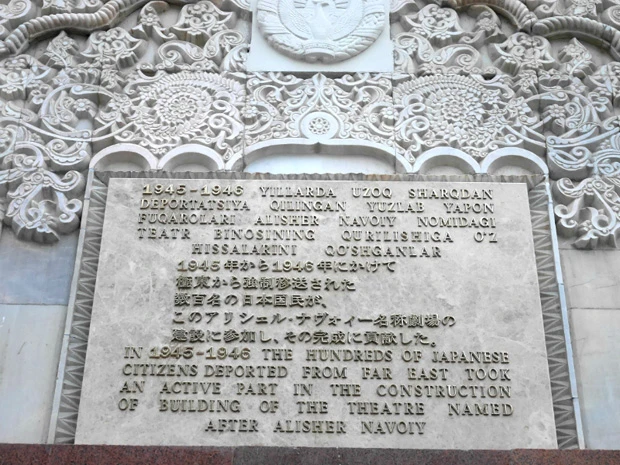 1945-1946 YILLARDA UZOQ SHARQDAN
DEPORTATSIYA QILINGAN YUZLAB YAPON
FUQAROLARI ALISHER NAVOIY NOMIDAGI
TEATR BINOSINING QURILISHIGA O'Z
HISSALARINI QO'SHGANLAR
1945年から1946年にかけて
極東から強制移送された
数百名の日本国民が、
このアリシェル・ナヴォイー名称劇場の
建設に参加し、その完成に貢献した。
IN 1945-1946 THE HUNDREDS OF JAPANESE
CITIZENS DEPORTED FROM FAR EAST TOOK
AN ACTIVE PART IN THE CONSTRUCTION
OF BUILDING OF THE THEATRE NAMED
AFTER ALISHER NAVOIY